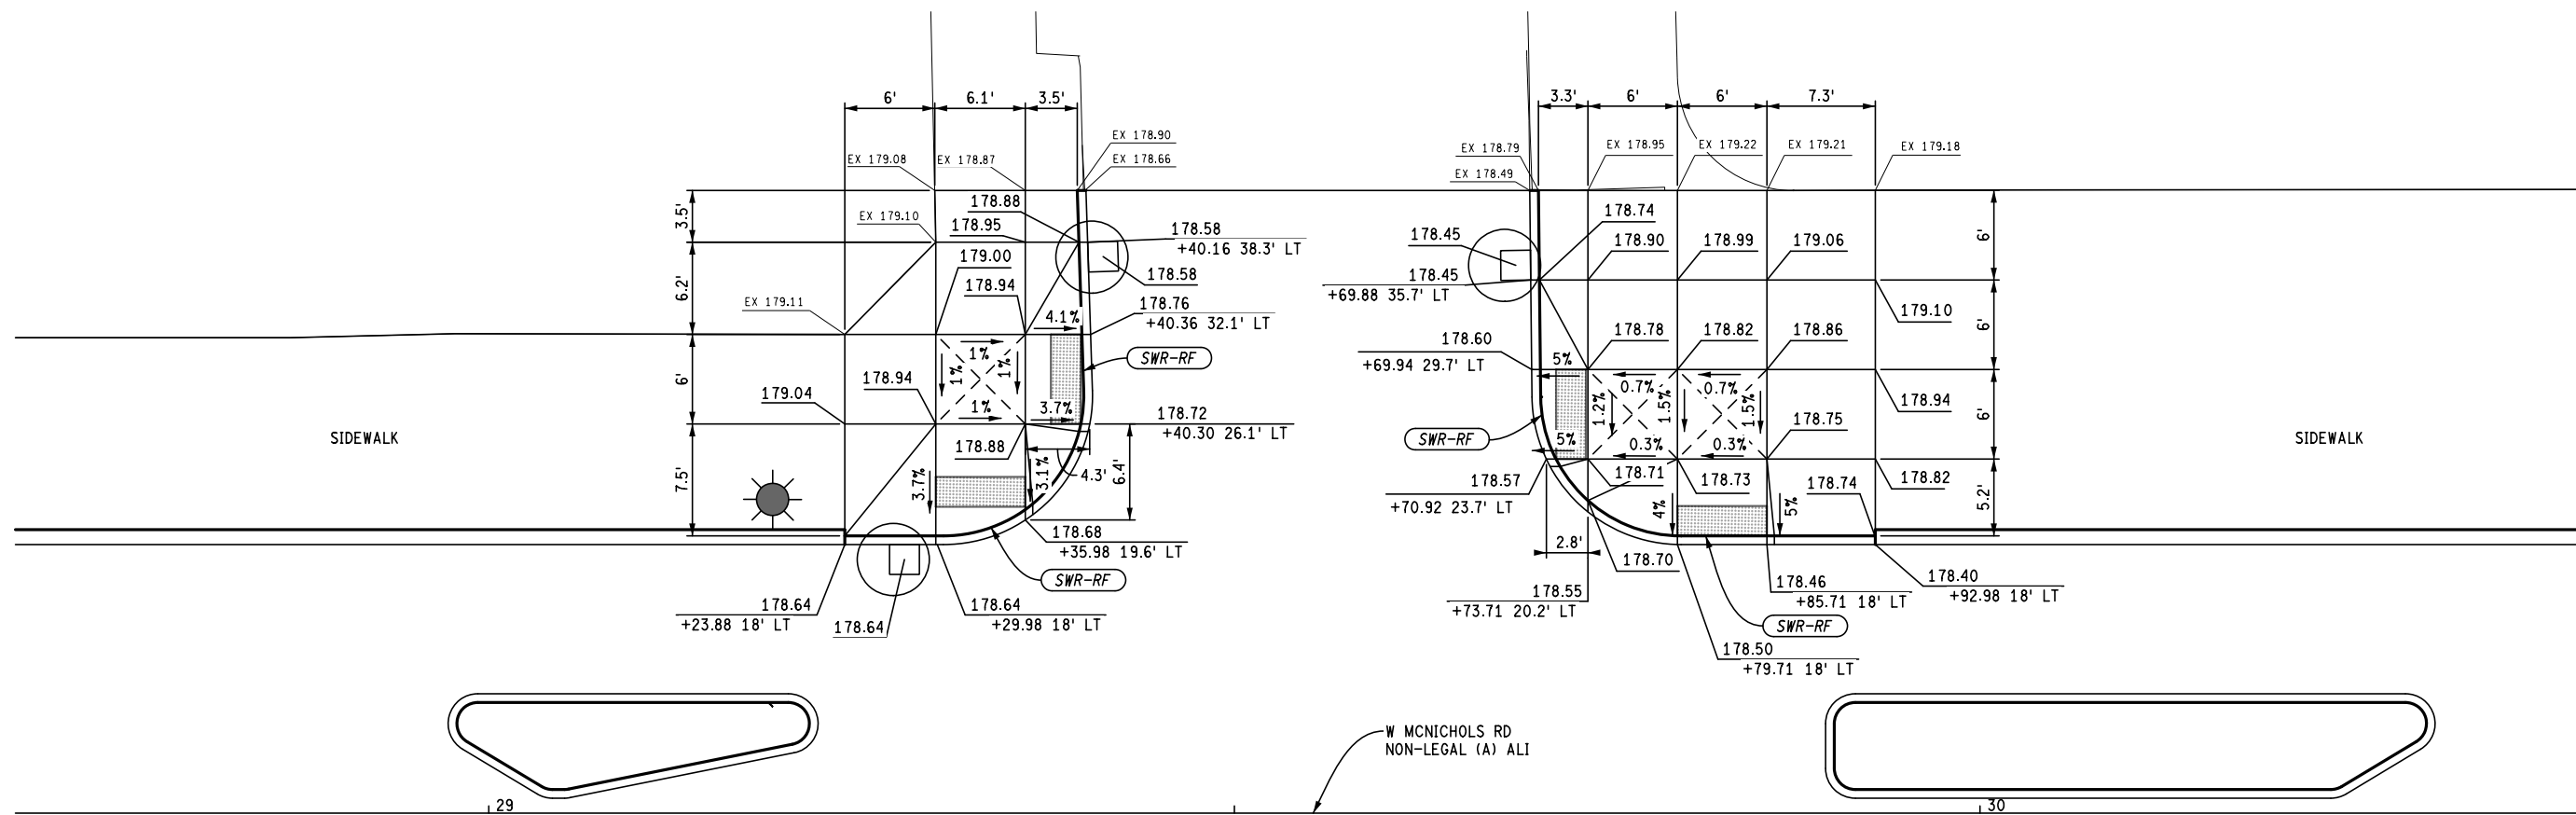 6'
6.1'
3.5'
3.3'
6'
6'
7.3'
EX 178.90
EX 179.08
EX 178.87
EX 178.66
EX 178.79
EX 178.95
EX 179.22
EX 179.21
EX 179.18
EX 178.49
3.5'
178.88
EX 179.10
178.95
178.58
+40.16 38.3' LT
178.74
178.45
178.90
178.99
179.06
6'
179.00
178.58
178.45
+69.88 35.7' LT
6.2'
178.94
EX 179.11
178.76
+40.36 32.1' LT
179.10
4.1%
178.60
178.78
178.82
178.86
6'
1%
SWR-RF
+69.94 29.7' LT
5%
6'
1%
1%
178.94
0.7%
0.7%
179.04
1%
3.7%
178.72
+40.30 26.1' LT
1.2%
1.5%
1.5%
178.94
6'
178.75
SIDEWALK
178.88
SWR-RF
5%
0.3%
0.3%
SIDEWALK
7.5'
3.7%
3.1%
4.3'
6.4'
178.57
+70.92 23.7' LT
178.71
178.73
178.74
178.82
4%
5%
5.2'
178.68
+35.98 19.6' LT
2.8'
178.70
SWR-RF
178.55
+73.71 20.2' LT
178.46
+85.71 18' LT
178.40
+92.98 18' LT
178.64
+23.88 18' LT
178.64
178.64
+29.98 18' LT
SWR-RF
178.50
+79.71 18' LT
W MCNICHOLS RD
NON-LEGAL (A) ALI
29
30